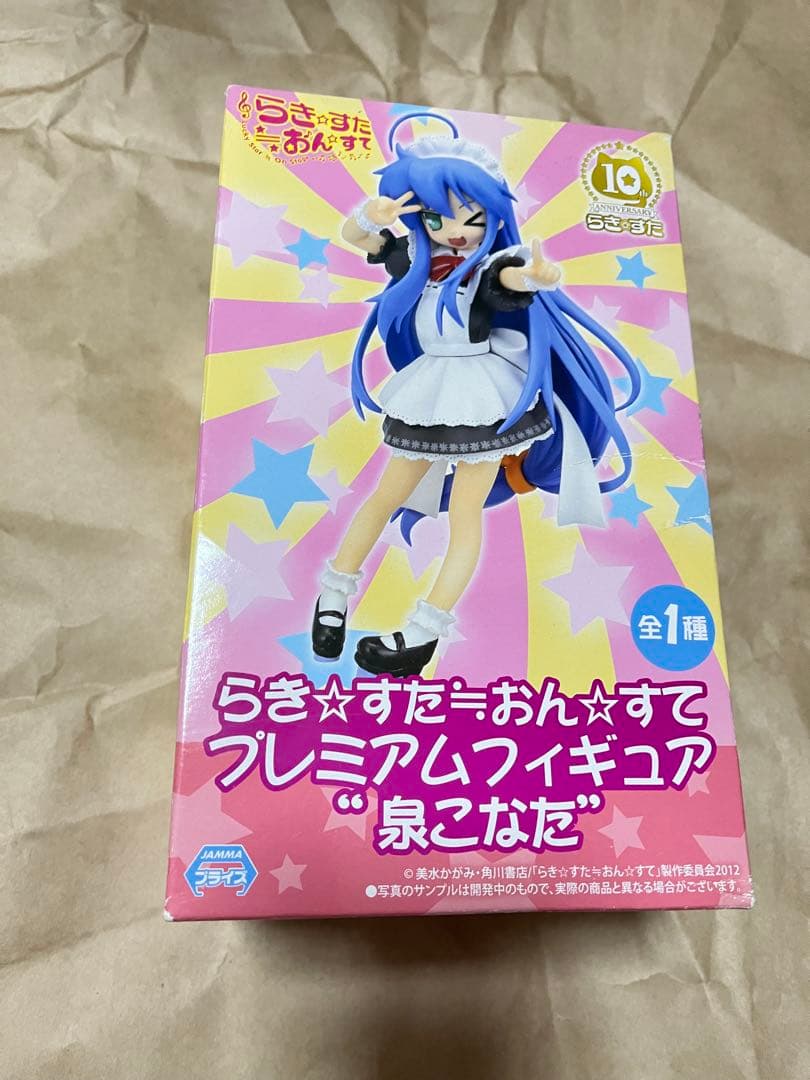 らき☆すた
≒おん☆すて
Lucky Star ≒ On Stage
10th
ANNIVERSARY
らき☆すた
全1種
らき☆すた≒おん☆すて
プレミアムフィギュア
“泉こなた”
JAMMA
プライズ
© 美水かがみ・角川書店/「らき☆すた≒おん☆すて」製作委員会2012
●写真のサンプルは開発中のもので、実際の商品と異なる場合がございます。